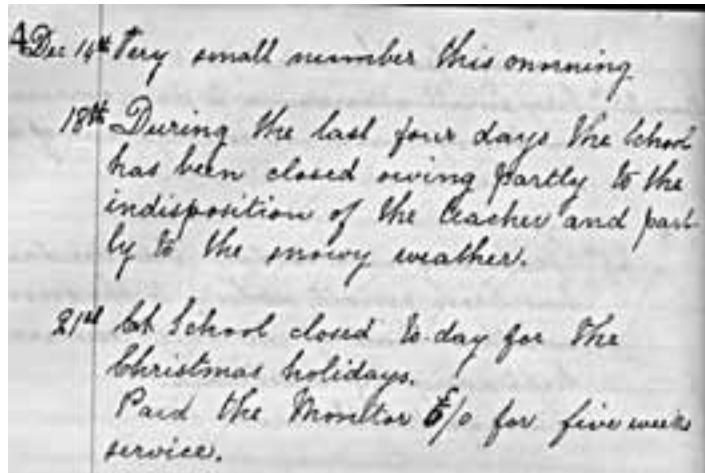 4 Dec 14th Very small number this morning
18th During the last four days the School
has been closed owing partly to the
indisposition of the teacher and part
ly to the snowy weather.
21st School closed to-day for the
Christmas holidays.
Paid the Monitor 5/0 for five weeks
service.